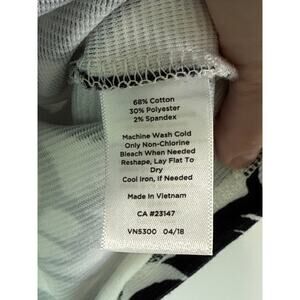 68% Cotton
30% Polyester
2% Spandex
Machine Wash Cold
Only Non-Chlorine
Bleach When Needed
Reshape, Lay Flat To
Dry
Cool Iron, If Needed
Made In Vietnam
CA #23147
VN5300 04/18